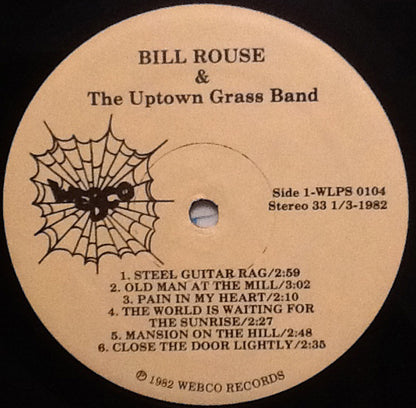 BILL ROUSE
&
The Uptown Grass Band
WEBCO
Side 1-WLPS 0104
Stereo 33 1/3-1982
1. STEEL GUITAR RAG/2:59
2. OLD MAN AT THE MILL/3:02
3. PAIN IN MY HEART/2:10
4. THE WORLD IS WAITING FOR
THE SUNRISE/2:27
5. MANSION ON THE HILL/2:48
6. CLOSE THE DOOR LIGHTLY/2:35
℗ 1982 WEBCO RECORDS